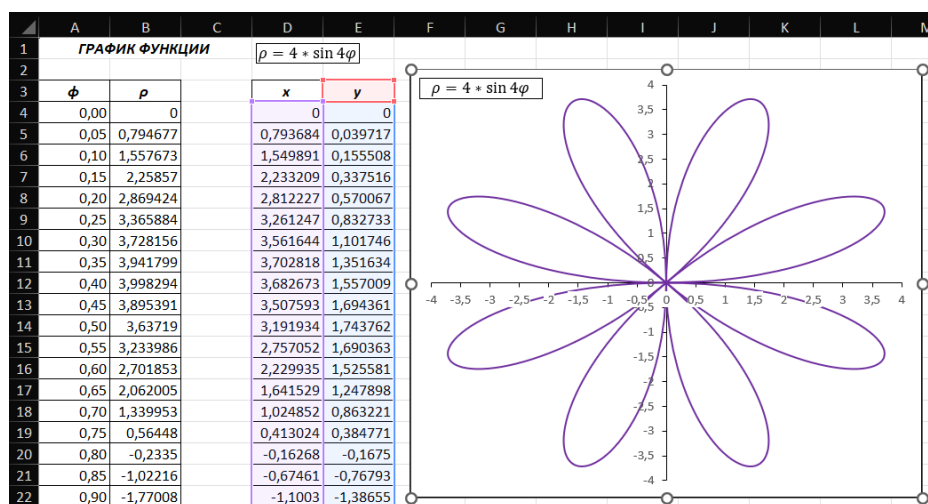 A B C D E F G H I J K L M
1 ГРАФИК ФУНКЦИИ ρ = 4 ∗ sin 4φ
2
3 ϕ ρ x y
4 0,00 0 0 0
5 0,05 0,794677 0,793684 0,039717
6 0,10 1,557673 1,549891 0,155508
7 0,15 2,25857 2,233209 0,337516
8 0,20 2,869424 2,812227 0,570067
9 0,25 3,365884 3,261247 0,832733
10 0,30 3,728156 3,561644 1,101746
11 0,35 3,941799 3,702818 1,351634
12 0,40 3,998294 3,682673 1,557009
13 0,45 3,895391 3,507593 1,694361
14 0,50 3,63719 3,191934 1,743762
15 0,55 3,233986 2,757052 1,690363
16 0,60 2,701853 2,229935 1,525581
17 0,65 2,062005 1,641529 1,247898
18 0,70 1,339953 1,024852 0,863221
19 0,75 0,56448 0,413024 0,384771
20 0,80 -0,2335 -0,16268 -0,1675
21 0,85 -1,02216 -0,67461 -0,76793
22 0,90 -1,77008 -1,1003 -1,38655
ρ = 4 ∗ sin 4φ
4
3,5
3
2,5
2
1,5
1
0,5
0
-4 -3,5 -3 -2,5 -2 -1,5 -1 -0,5 0 0,5 1 1,5 2 2,5 3 3,5 4
-0,5
-1
-1,5
-2
-2,5
-3
-3,5
-4